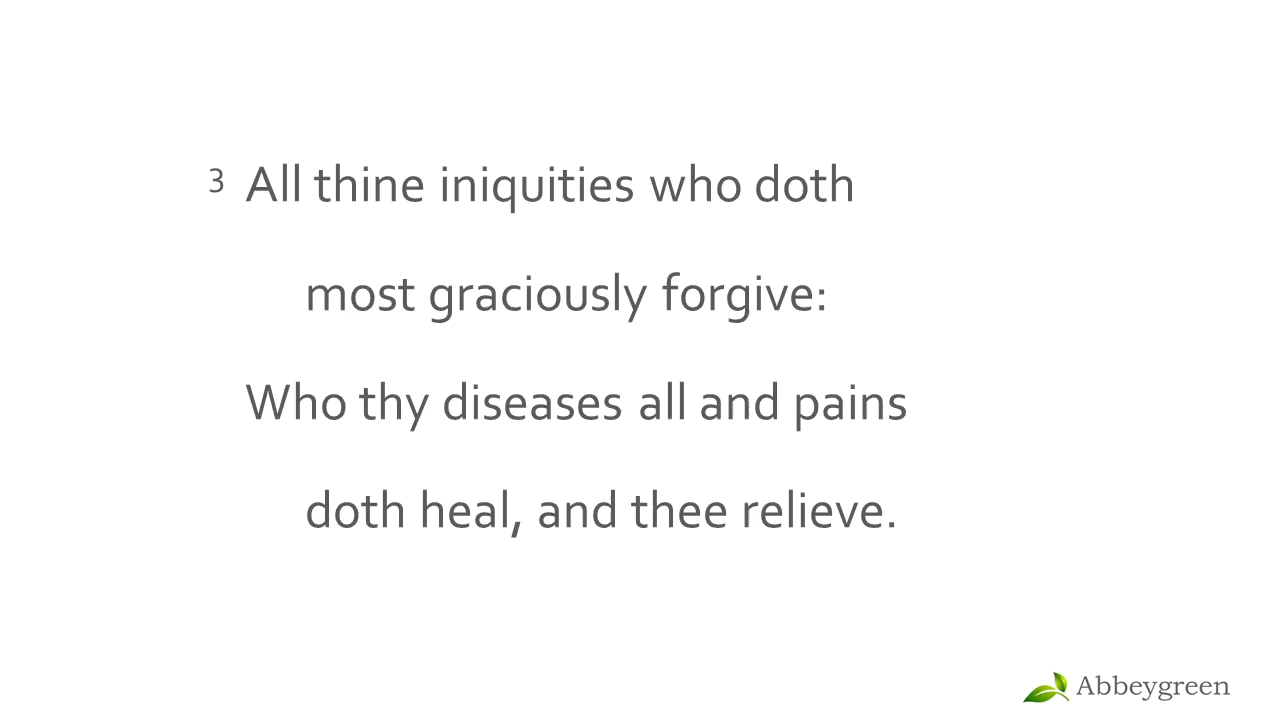 3 All thine iniquities who doth
most graciously forgive:
Who thy diseases all and pains
doth heal, and thee relieve.
Abbeygreen